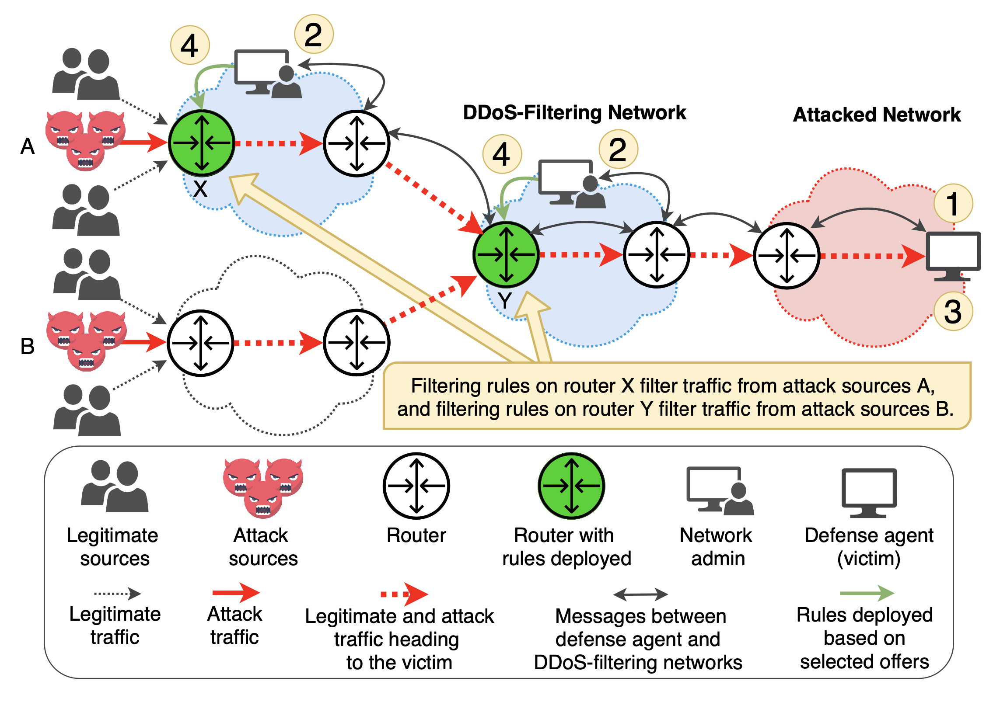 4
2
DDoS-Filtering Network
Attacked Network
A
4
2
X
1
Y
3
B
Filtering rules on router X filter traffic from attack sources A,
and filtering rules on router Y filter traffic from attack sources B.
Legitimate
sources
Attack
sources
Router
Router with
rules deployed
Network
admin
Defense agent
(victim)
Legitimate
traffic
Attack
traffic
Legitimate and attack
traffic heading
to the victim
Messages between
defense agent and
DDoS-filtering networks
Rules deployed
based on
selected offers